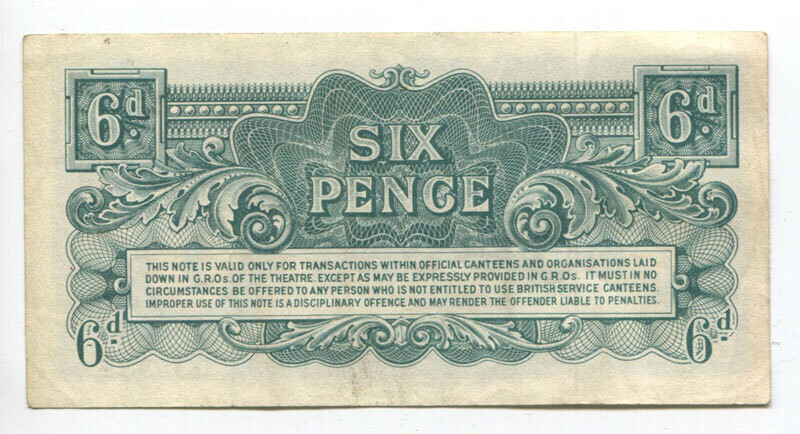 6d. 6d.
SIX
PENCE
THIS NOTE IS VALID ONLY FOR TRANSACTIONS WITHIN OFFICIAL CANTEENS AND ORGANISATIONS LAID
DOWN IN G.R.Os. OF THE THEATRE. EXCEPT AS MAY BE EXPRESSLY PROVIDED IN G.R.Os. IT MUST IN NO
CIRCUMSTANCES BE OFFERED TO ANY PERSON WHO IS NOT ENTITLED TO USE BRITISH SERVICE CANTEENS.
IMPROPER USE OF THIS NOTE IS A DISCIPLINARY OFFENCE AND MAY RENDER THE OFFENDER LIABLE TO PENALTIES.
6d. 6d.